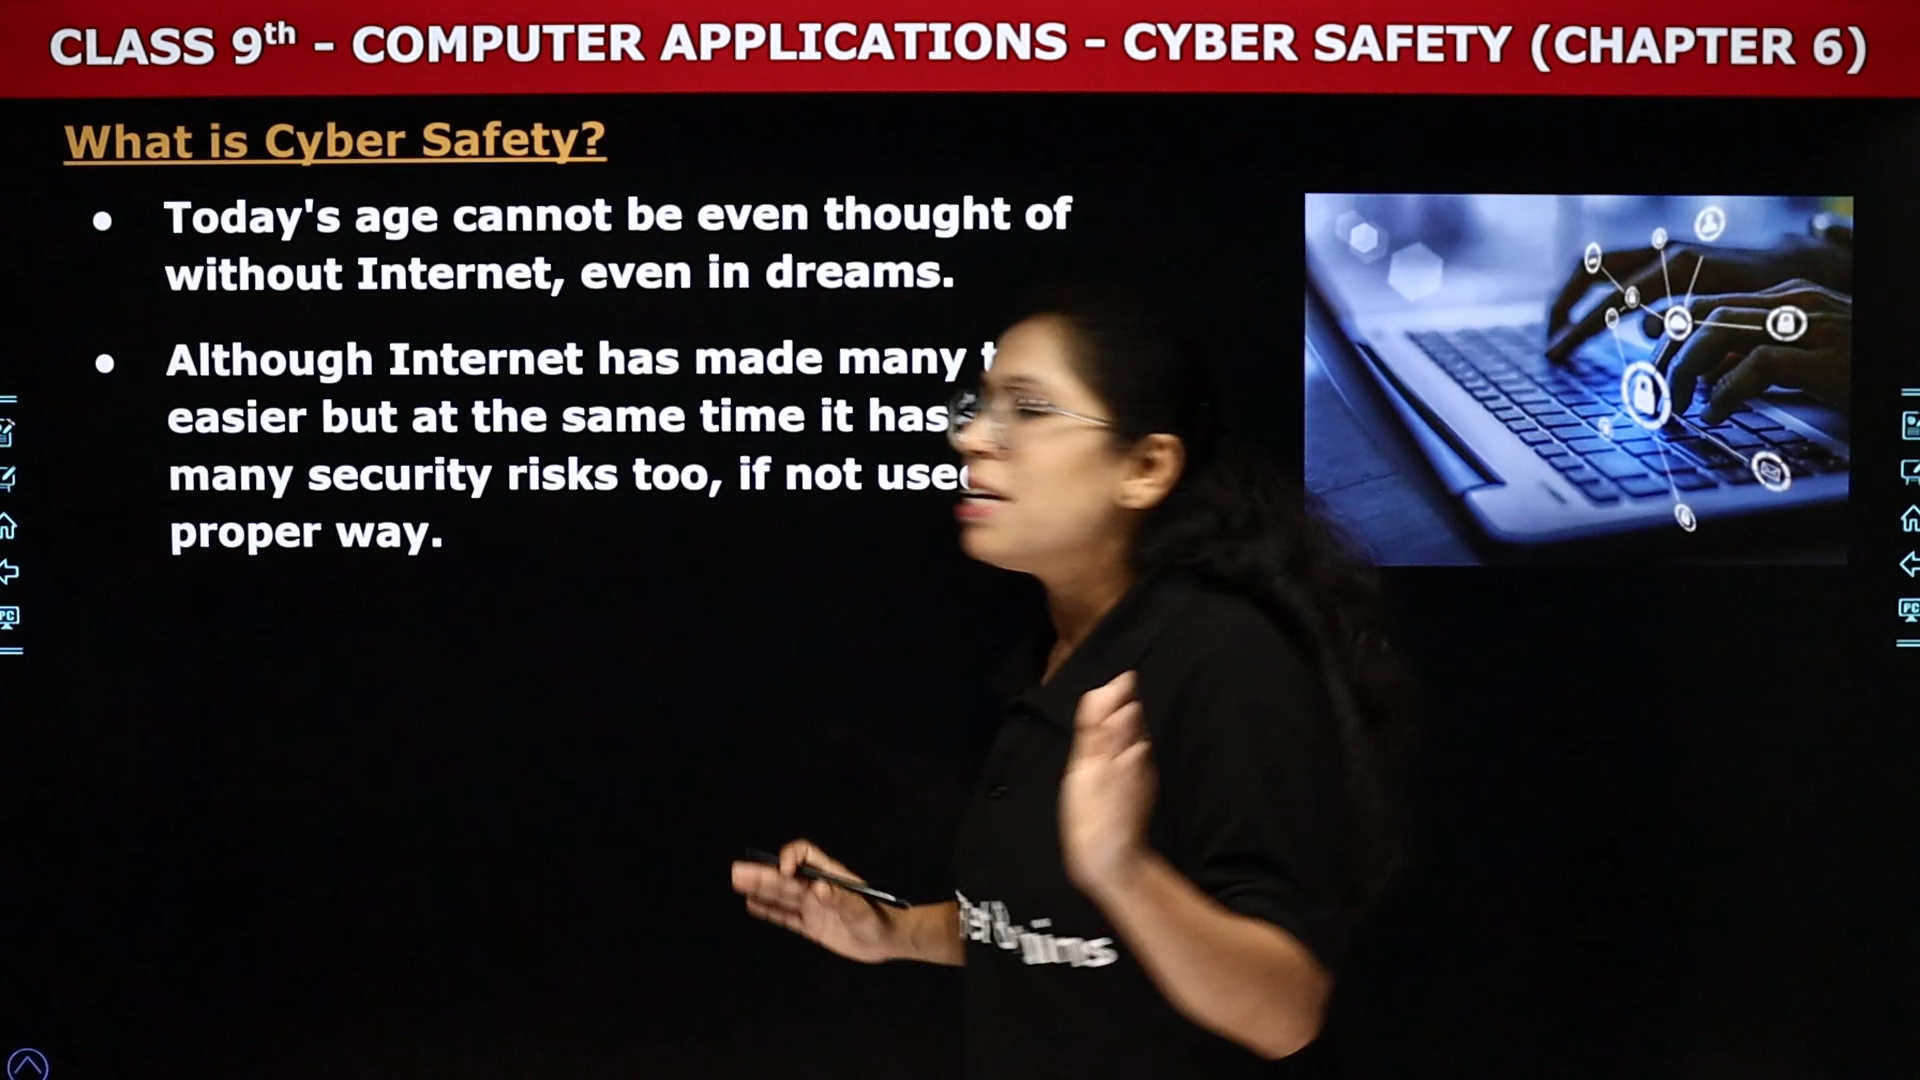 CLASS 9th - COMPUTER APPLICATIONS - CYBER SAFETY (CHAPTER 6)
What is Cyber Safety?
• Today's age cannot be even thought of
without Internet, even in dreams.
• Although Internet has made many
easier but at the same time it has
many security risks too, if not
proper way.
PC
PC